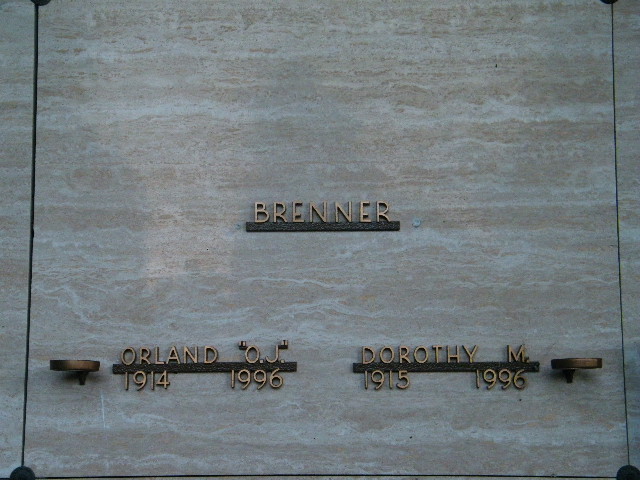 BRENNER
ORLAND "O.J."
1914 1996
DOROTHY M.
1915 1996